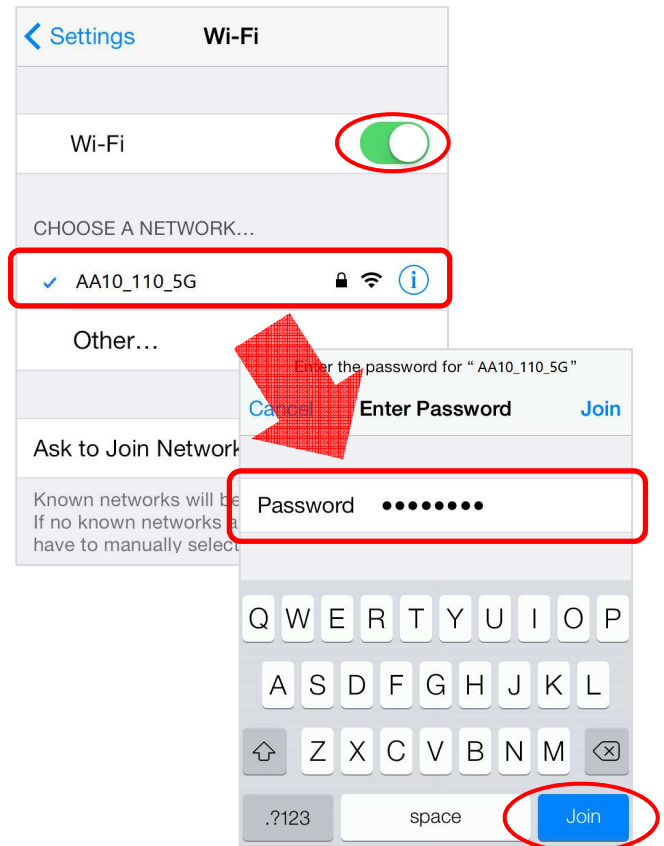 Settings Wi-Fi
Wi-Fi
CHOOSE A NETWORK...
AA10_110_5G
Other...
Ask to Join Network
Known networks will be
If no known networks a
have to manually select
Enter the password for “ AA10_110_5G”
Cancel Enter Password Join
Password ●●●●●●●●
Q W E R T Y U I O P
A S D F G H J K L
Z X C V B N M
.?123 space Join